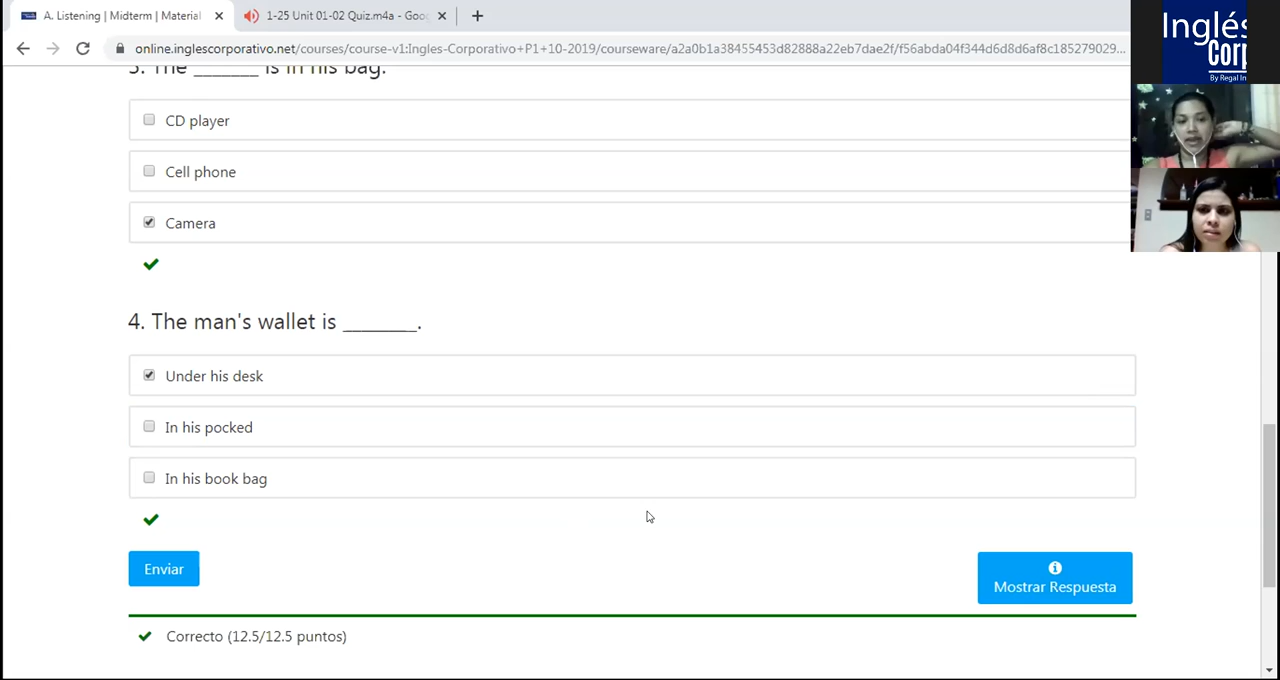 A. Listening | Midterm | Material
1-25 Unit 01-02 Quiz.m4a - Goo
online.inglescorporativo.net/courses/course-v1:Ingles-Corporativo+P1+10-2019/courseware/a2a0b1a38455453d82888a22eb7dae2f/f56abda04f344d6d8d6af8c185279029...
Inglés
Corp
By Regal In
3. The _______ is in his bag.
CD player
Cell phone
Camera
4. The man's wallet is ________.
Under his desk
In his pocked
In his book bag
Enviar
Mostrar Respuesta
Correcto (12.5/12.5 puntos)